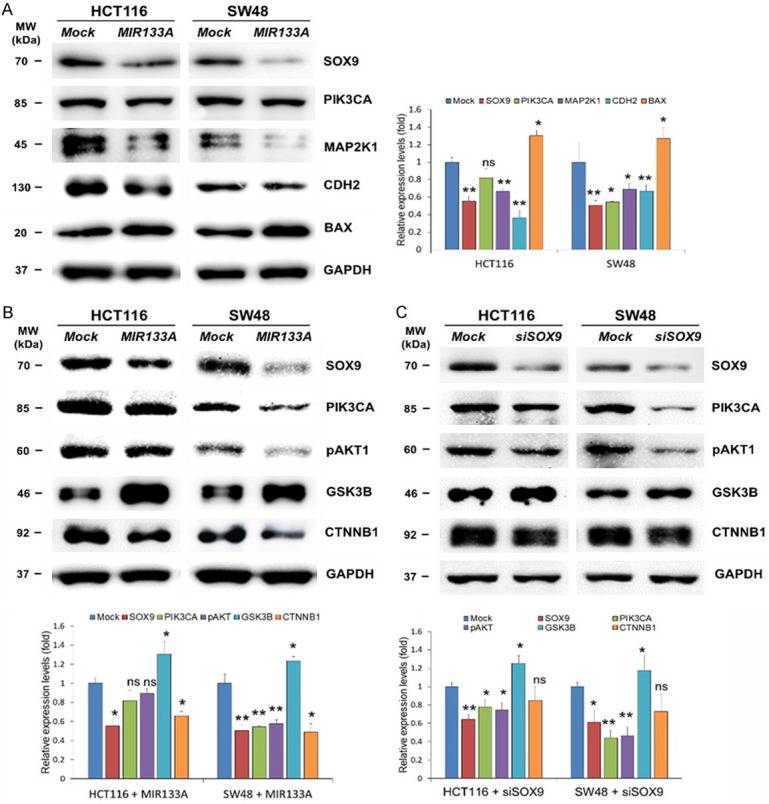 A
HCT116 SW48
MW (kDa) Mock MIR133A Mock MIR133A
70 – SOX9
85 – PIK3CA
45 – MAP2K1
130 – CDH2
20 – BAX
37 – GAPDH
Mock SOX9 PIK3CA MAP2K1 CDH2 BAX
Relative expression levels (fold)
1.4
1.2
1
0.8
0.6
0.4
0.2
0
** ns ** ** *
** * * ** *
HCT116 SW48
B
HCT116 SW48
MW (kDa) Mock MIR133A Mock MIR133A
70 – SOX9
85 – PIK3CA
60 – pAKT1
46 – GSK3B
92 – CTNNB1
37 – GAPDH
Mock SOX9 PIK3CA pAKT GSK3B CTNNB1
Relative expression levels (fold)
1.6
1.4
1.2
1
0.8
0.6
0.4
0.2
0
* ns ns * *
** ** ** * *
HCT116 + MIR133A SW48 + MIR133A
C
HCT116 SW48
MW (kDa) Mock siSOX9 Mock siSOX9
70 – SOX9
85 – PIK3CA
60 – pAKT1
46 – GSK3B
92 – CTNNB1
37 – GAPDH
Mock SOX9 PIK3CA
pAKT GSK3B CTNNB1
Relative expression levels (fold)
1.6
1.4
1.2
1
0.8
0.6
0.4
0.2
0
** * * * ns
* ** ** * ns
HCT116 + siSOX9 SW48 + siSOX9